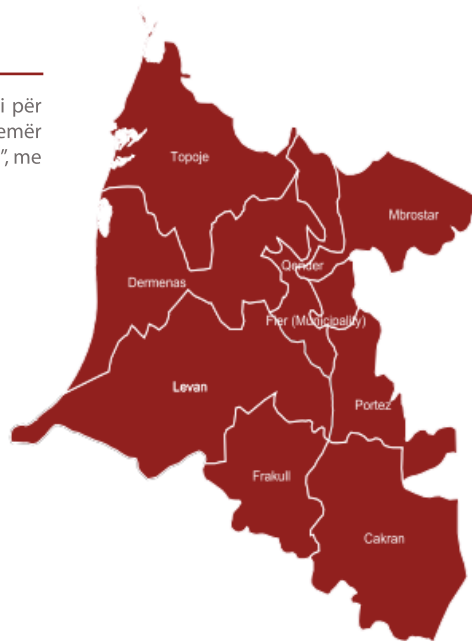 i për
emër
”, me
Topoje
Mbrostar
Qender
Dermenas
Fier (Municipality)
Levan
Portez
Frakull
Cakran